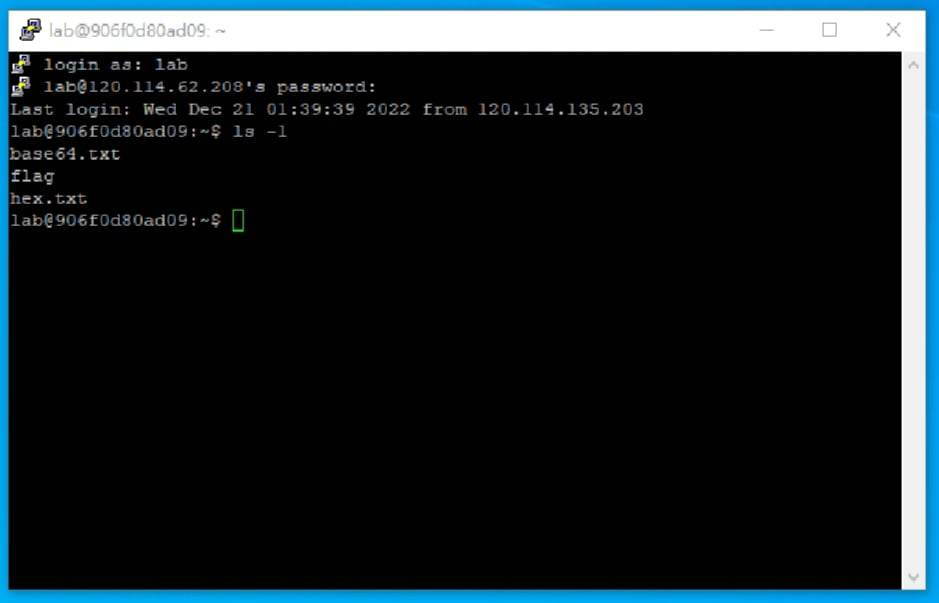 lab@906f0d80ad09: ~
login as: lab
lab@120.114.62.208's password:
Last login: Wed Dec 21 01:39:39 2022 from 120.114.135.203
lab@906f0d80ad09:~$ ls -1
base64.txt
flag
hex.txt
lab@906f0d80ad09:~$